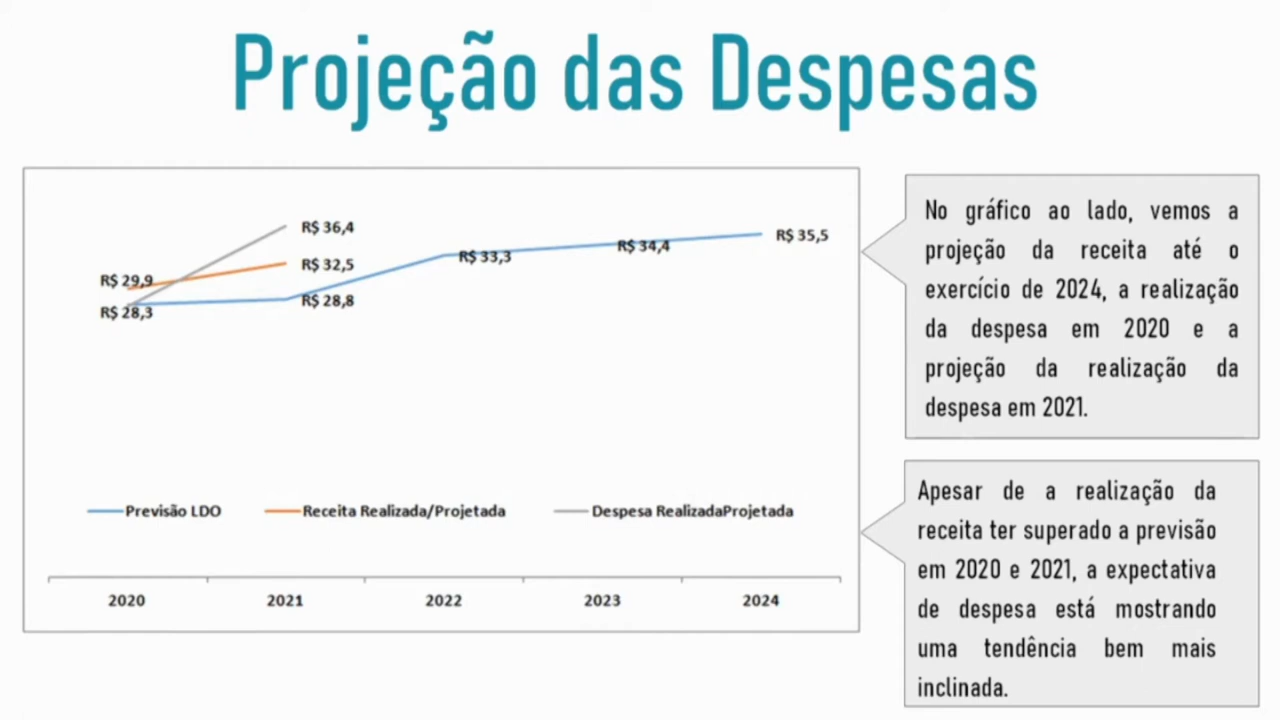 Projeção das Despesas
R$ 36,4
R$ 32,5
R$ 29,9
R$ 28,3
R$ 28,8
R$ 33,3
R$ 34,4
R$ 35,5
Previsão LDO
Receita Realizada/Projetada
Despesa RealizadaProjetada
2020
2021
2022
2023
2024
No gráfico ao lado, vemos a
projeção da receita até o
exercício de 2024, a realização
da despesa em 2020 e a
projeção da realização da
despesa em 2021.
Apesar de a realização da
receita ter superado a previsão
em 2020 e 2021, a expectativa
de despesa está mostrando
uma tendência bem mais
inclinada.